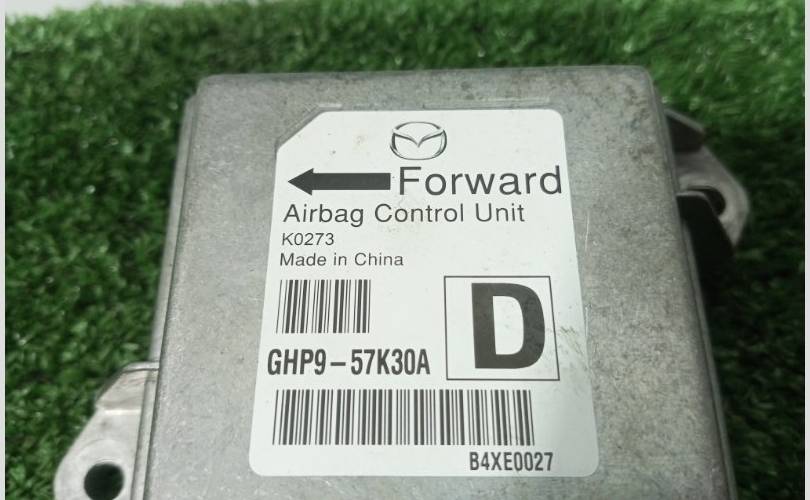 Forward
Airbag Control Unit
K0273
Made in China
D
GHP9-57K30A
B4XE0027